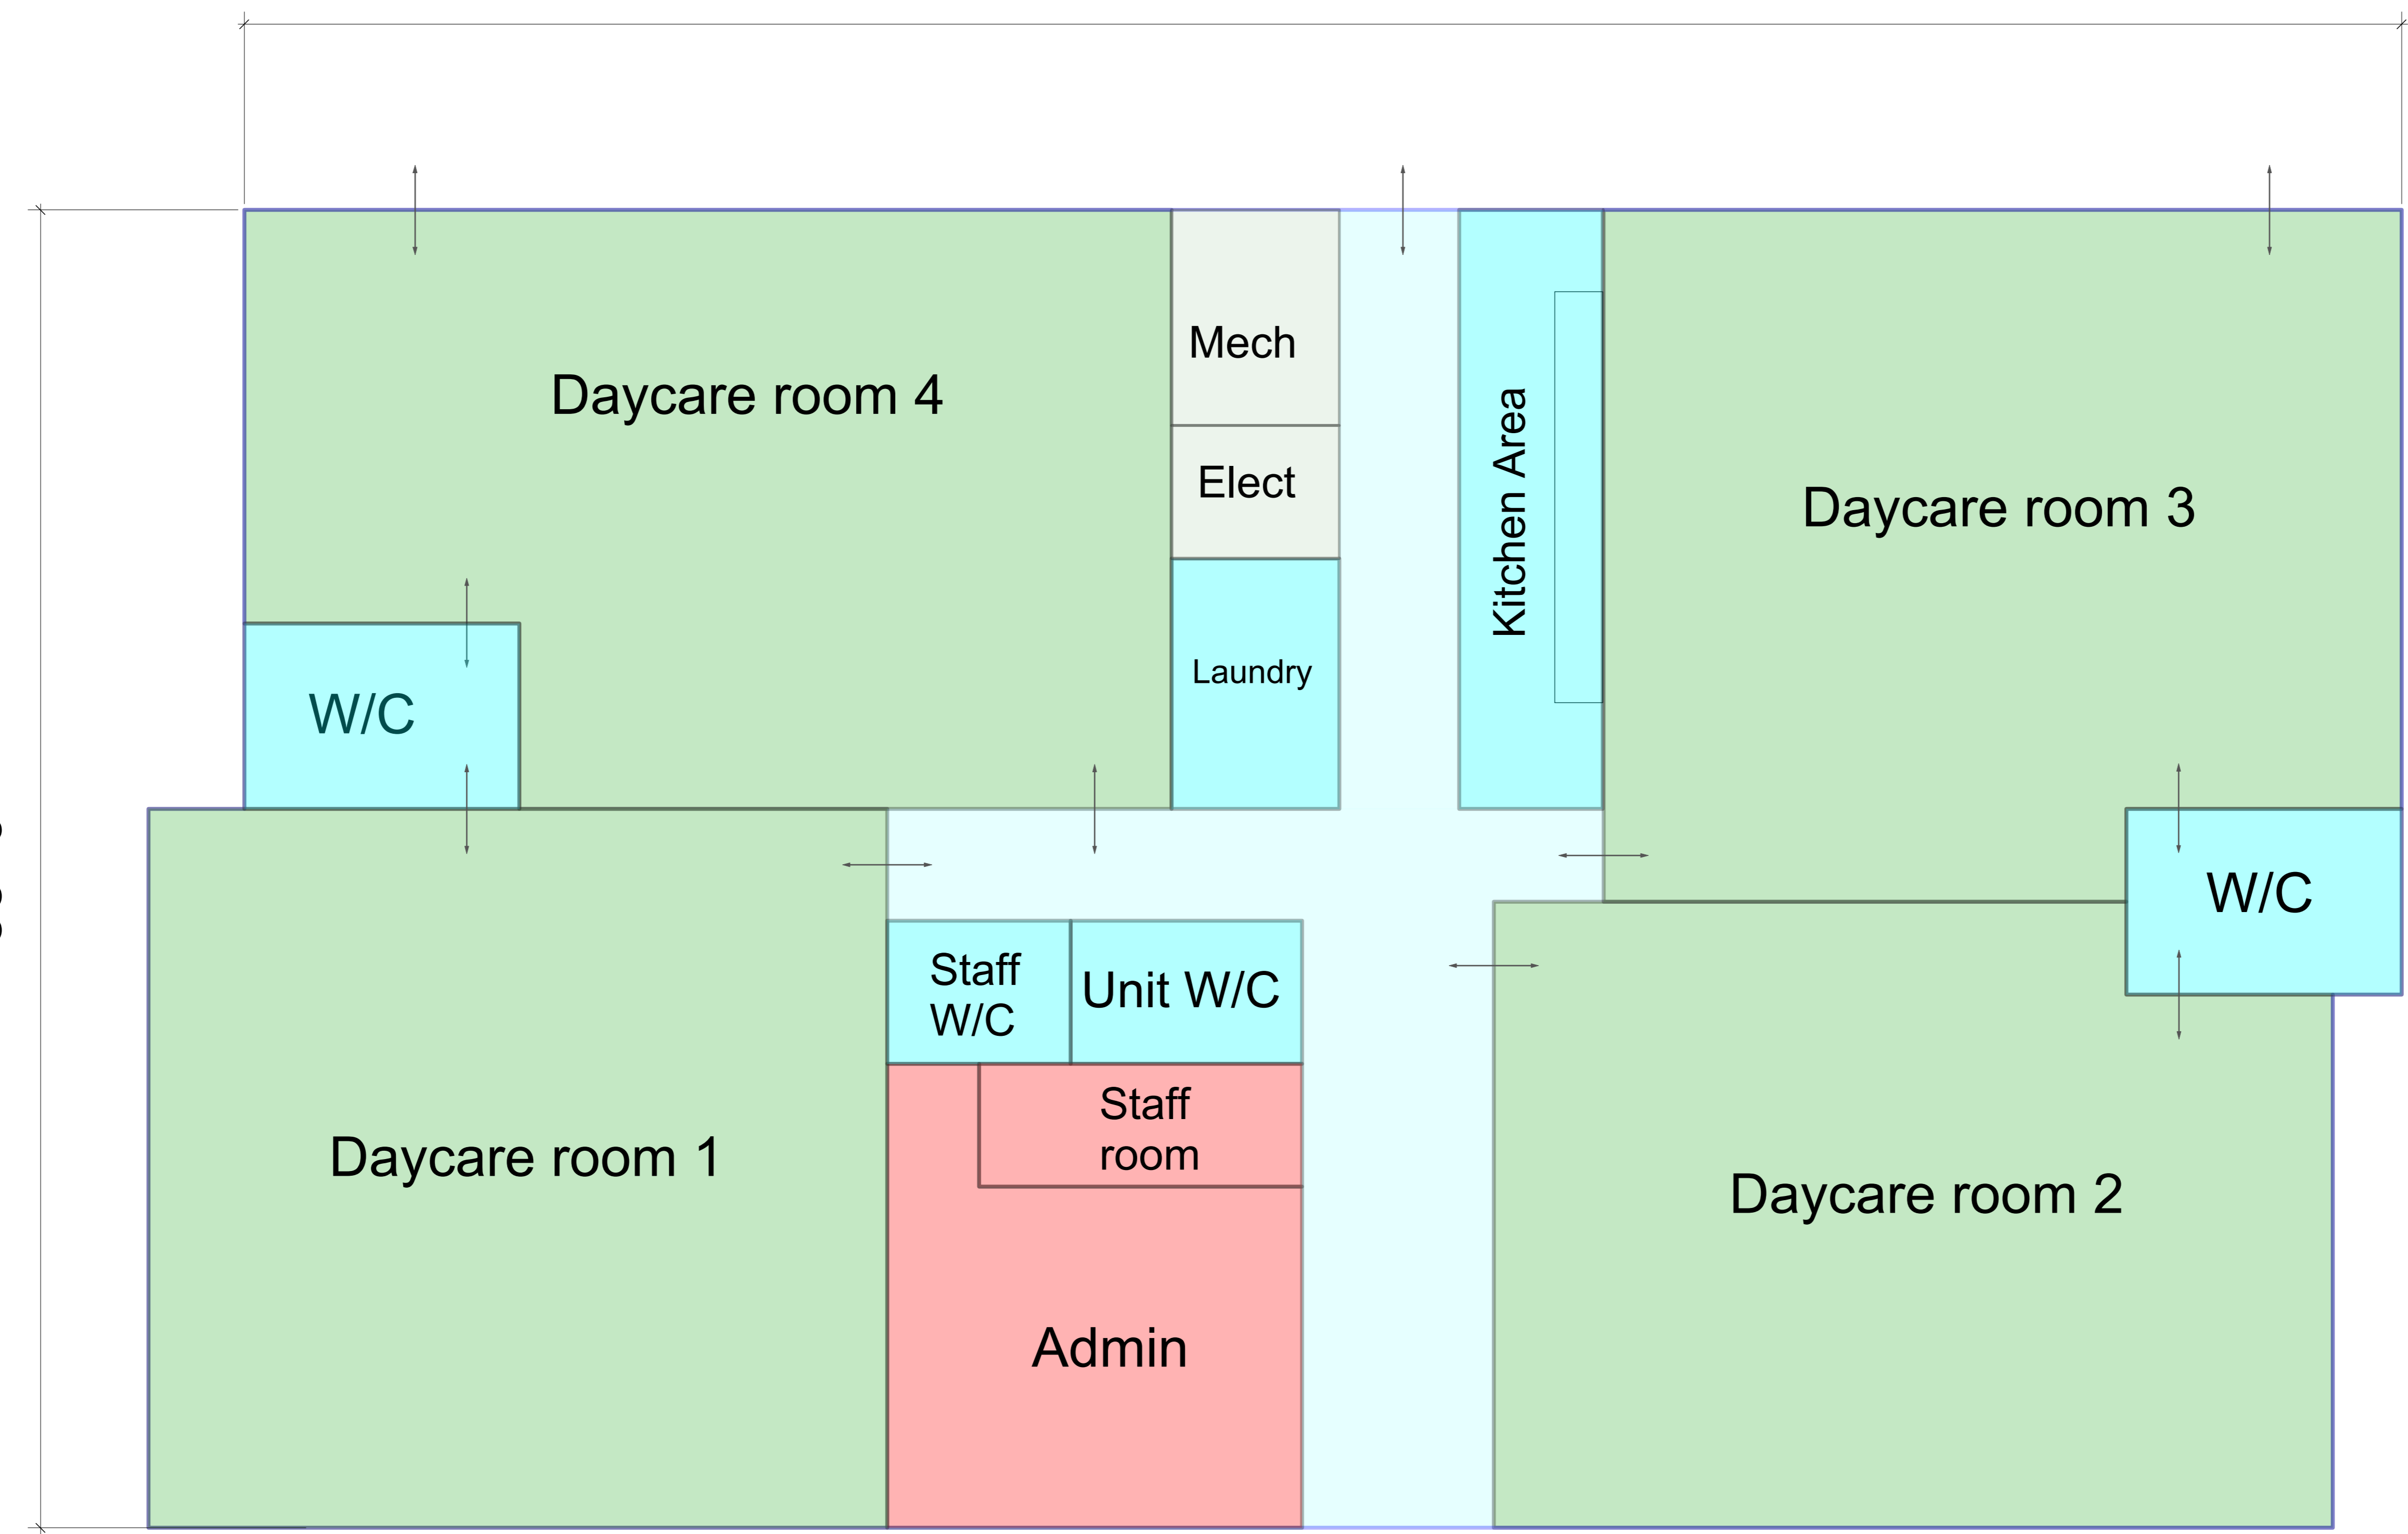 Mech
Daycare room 4
Elect
Kitchen Area
Daycare room 3
Laundry
W/C
W/C
Staff
W/C
Unit W/C
Staff
room
Daycare room 1
Daycare room 2
Admin